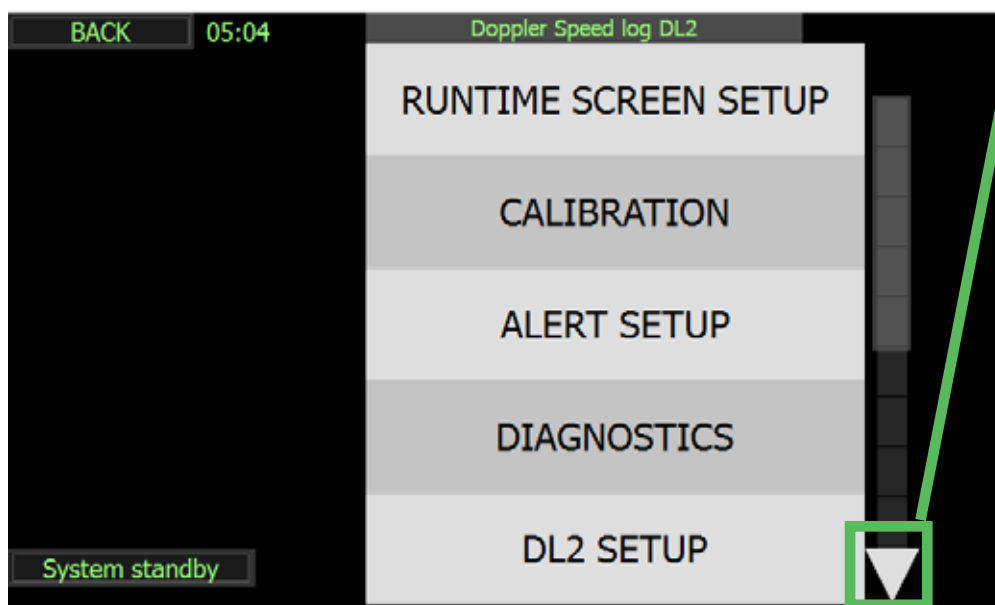 BACK 05:04 Doppler Speed log DL2
RUNTIME SCREEN SETUP
CALIBRATION
ALERT SETUP
DIAGNOSTICS
DL2 SETUP
System standby